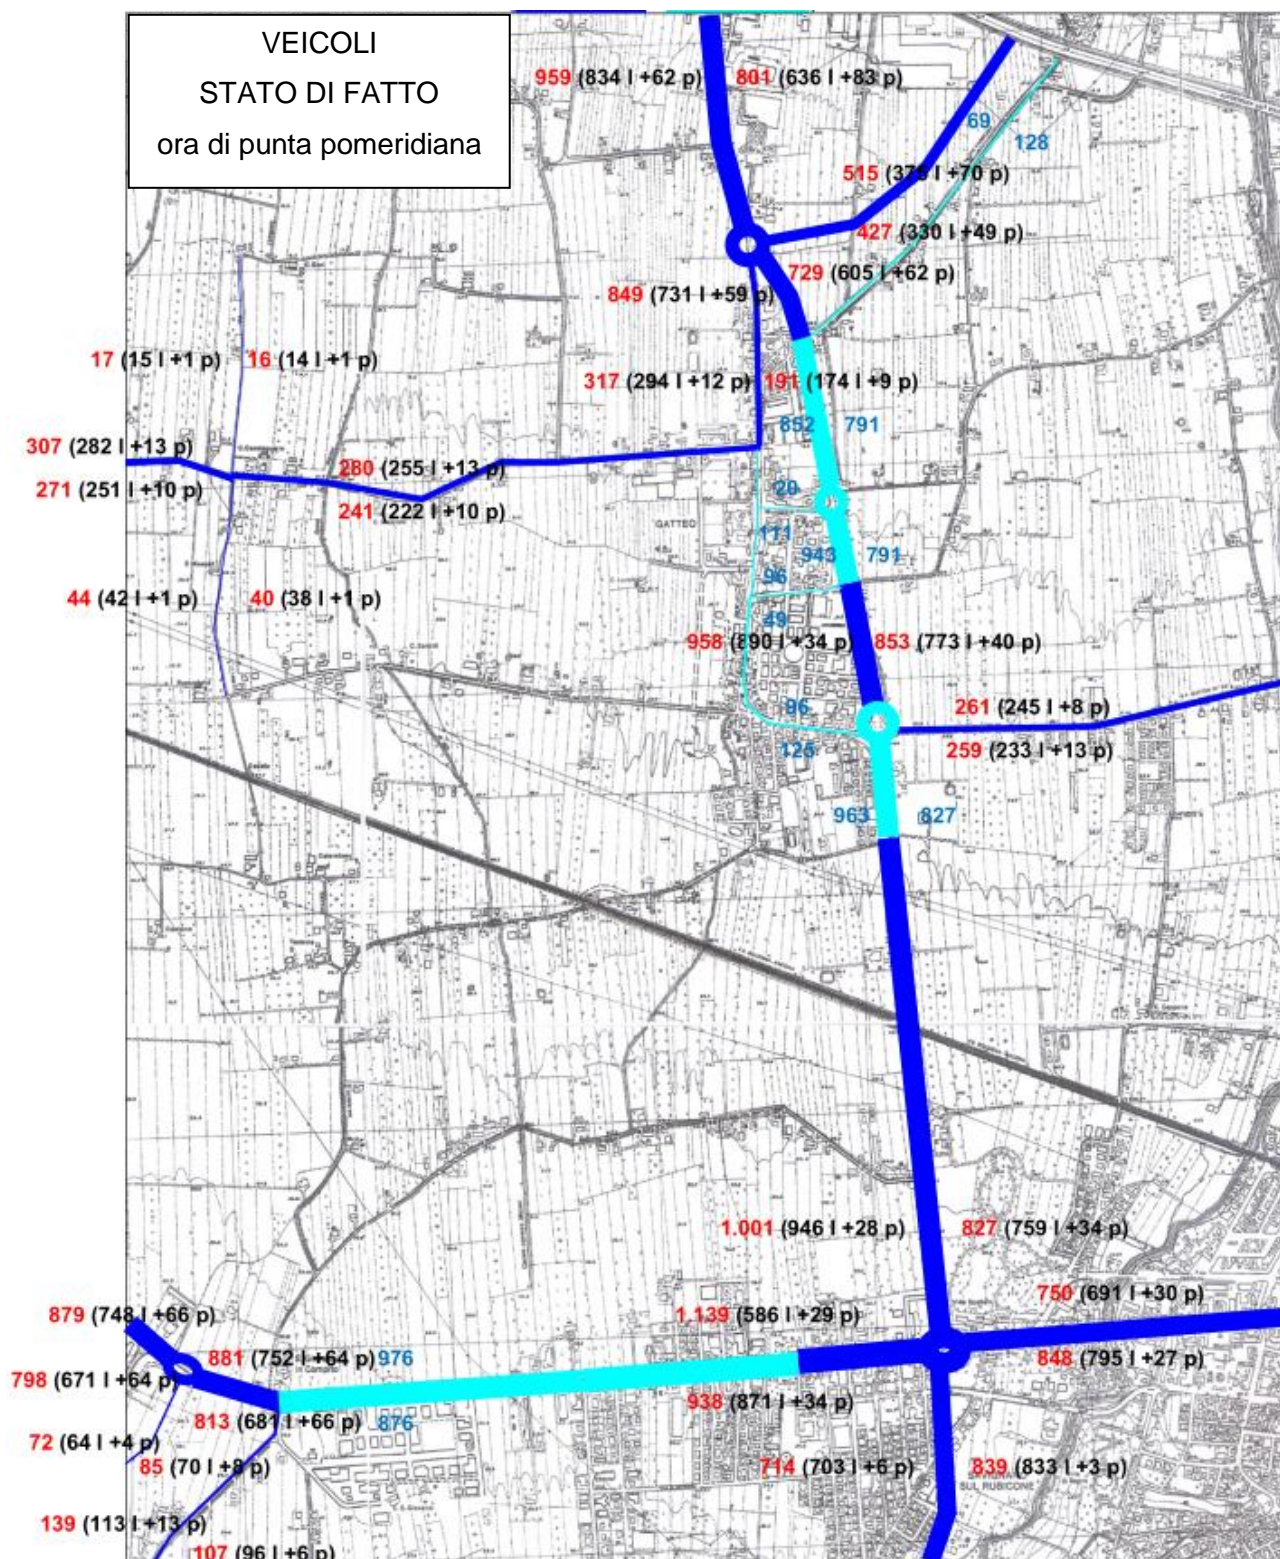 VEICOLI
STATO DI FATTO
ora di punta pomeridiana
959 (834 l +62 p) 801 (636 l +83 p)
69
128
515 (375 l +70 p)
427 (330 l +49 p)
729 (605 l +62 p)
849 (731 l +59 p)
17 (15 l +1 p) 16 (14 l +1 p)
317 (294 l +12 p) 191 (174 l +9 p)
852 791
307 (282 l +13 p)
280 (255 l +13 p)
271 (251 l +10 p)
20
241 (222 l +10 p)
GATTEO
111
943 791
96
44 (42 l +1 p) 40 (38 l +1 p)
49
958 (890 l +34 p) 853 (773 l +40 p)
96
261 (245 l +8 p)
125
259 (233 l +13 p)
963 827
1.001 (946 l +28 p) 827 (759 l +34 p)
750 (691 l +30 p)
879 (748 l +66 p)
1.139 (586 l +29 p)
881 (752 l +64 p) 976
848 (795 l +27 p)
798 (671 l +64 p)
938 (871 l +34 p)
813 (681 l +66 p) 876
72 (64 l +4 p)
85 (70 l +8 p)
714 (703 l +6 p) 839 (833 l +3 p)
SUL RUBICONE
139 (113 l +13 p)
107 (96 l +6 p)